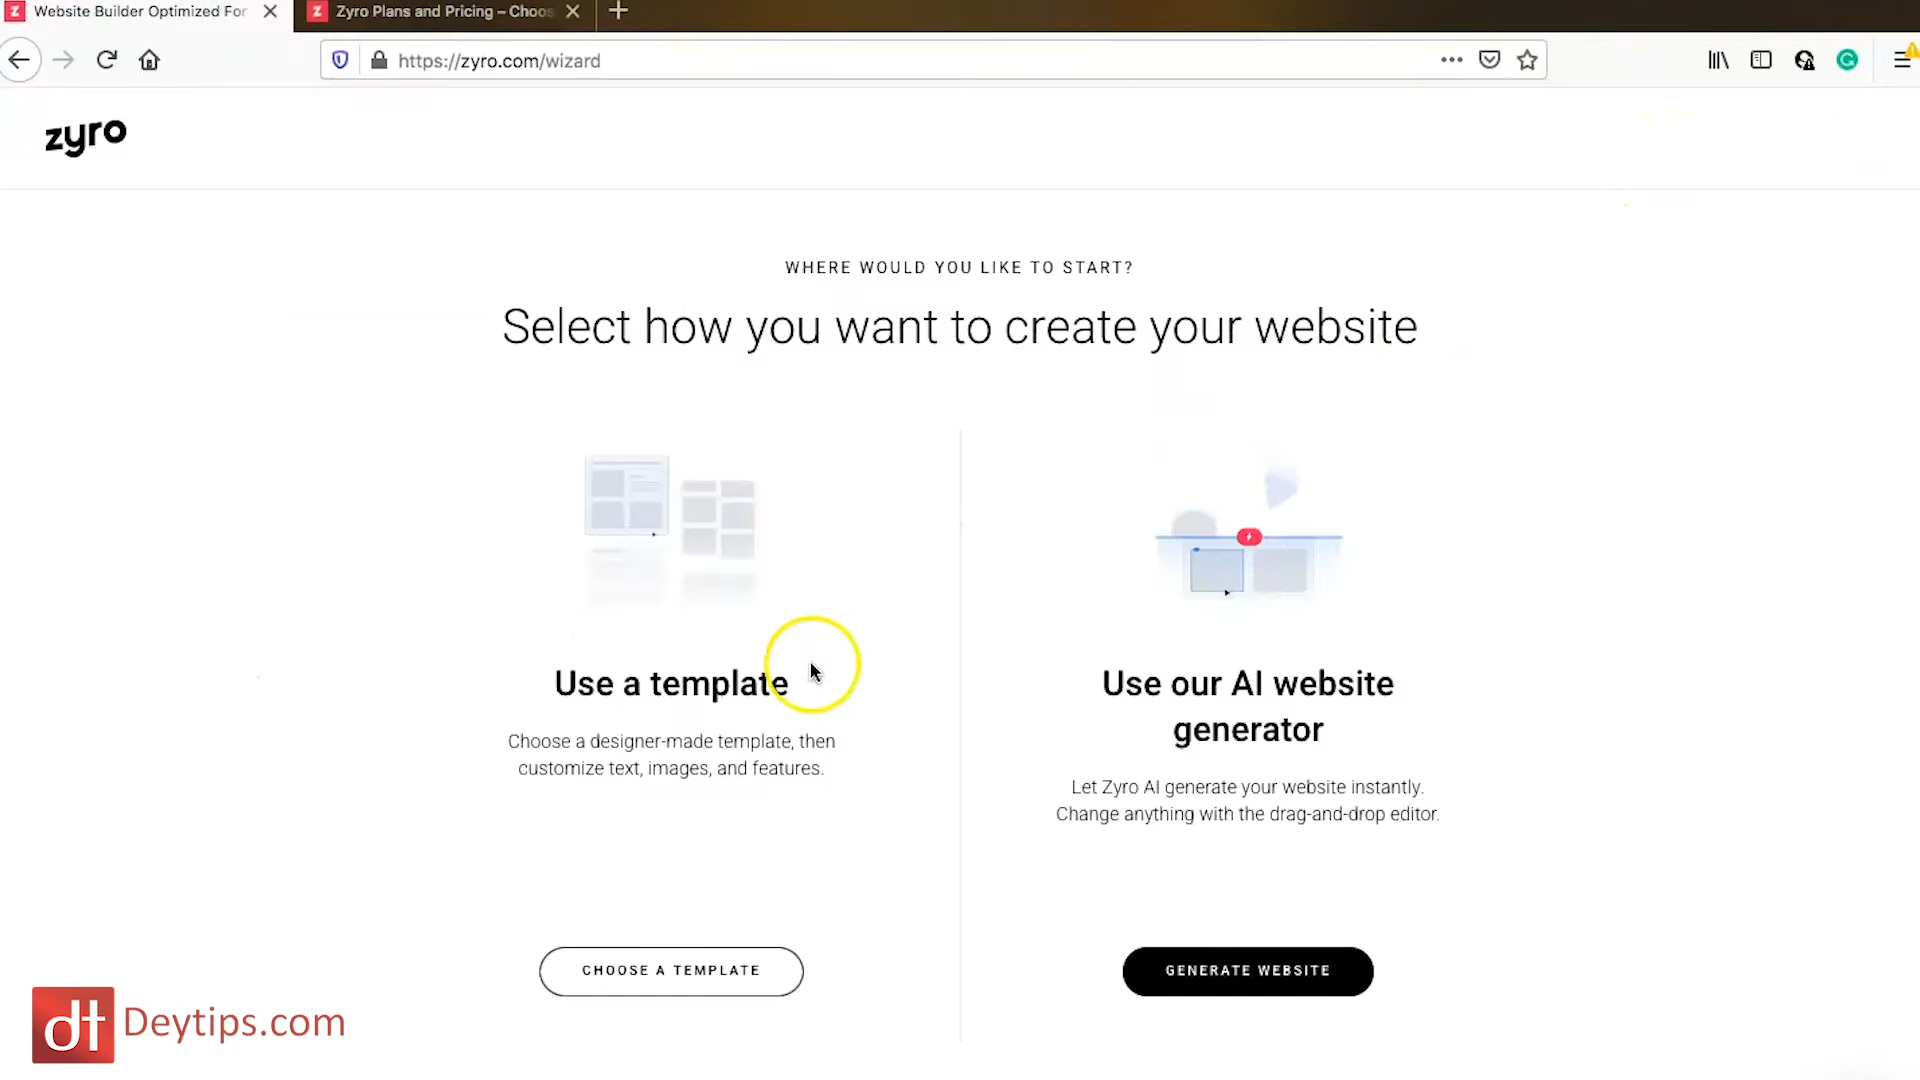 Website Builder Optimized For
Zyro Plans and Pricing – Choos
https://zyro.com/wizard
zyro
WHERE WOULD YOU LIKE TO START?
Select how you want to create your website
Use a template
Choose a designer-made template, then
customize text, images, and features.
CHOOSE A TEMPLATE
Use our AI website
generator
Let Zyro AI generate your website instantly.
Change anything with the drag-and-drop editor.
GENERATE WEBSITE
dt Deytips.com